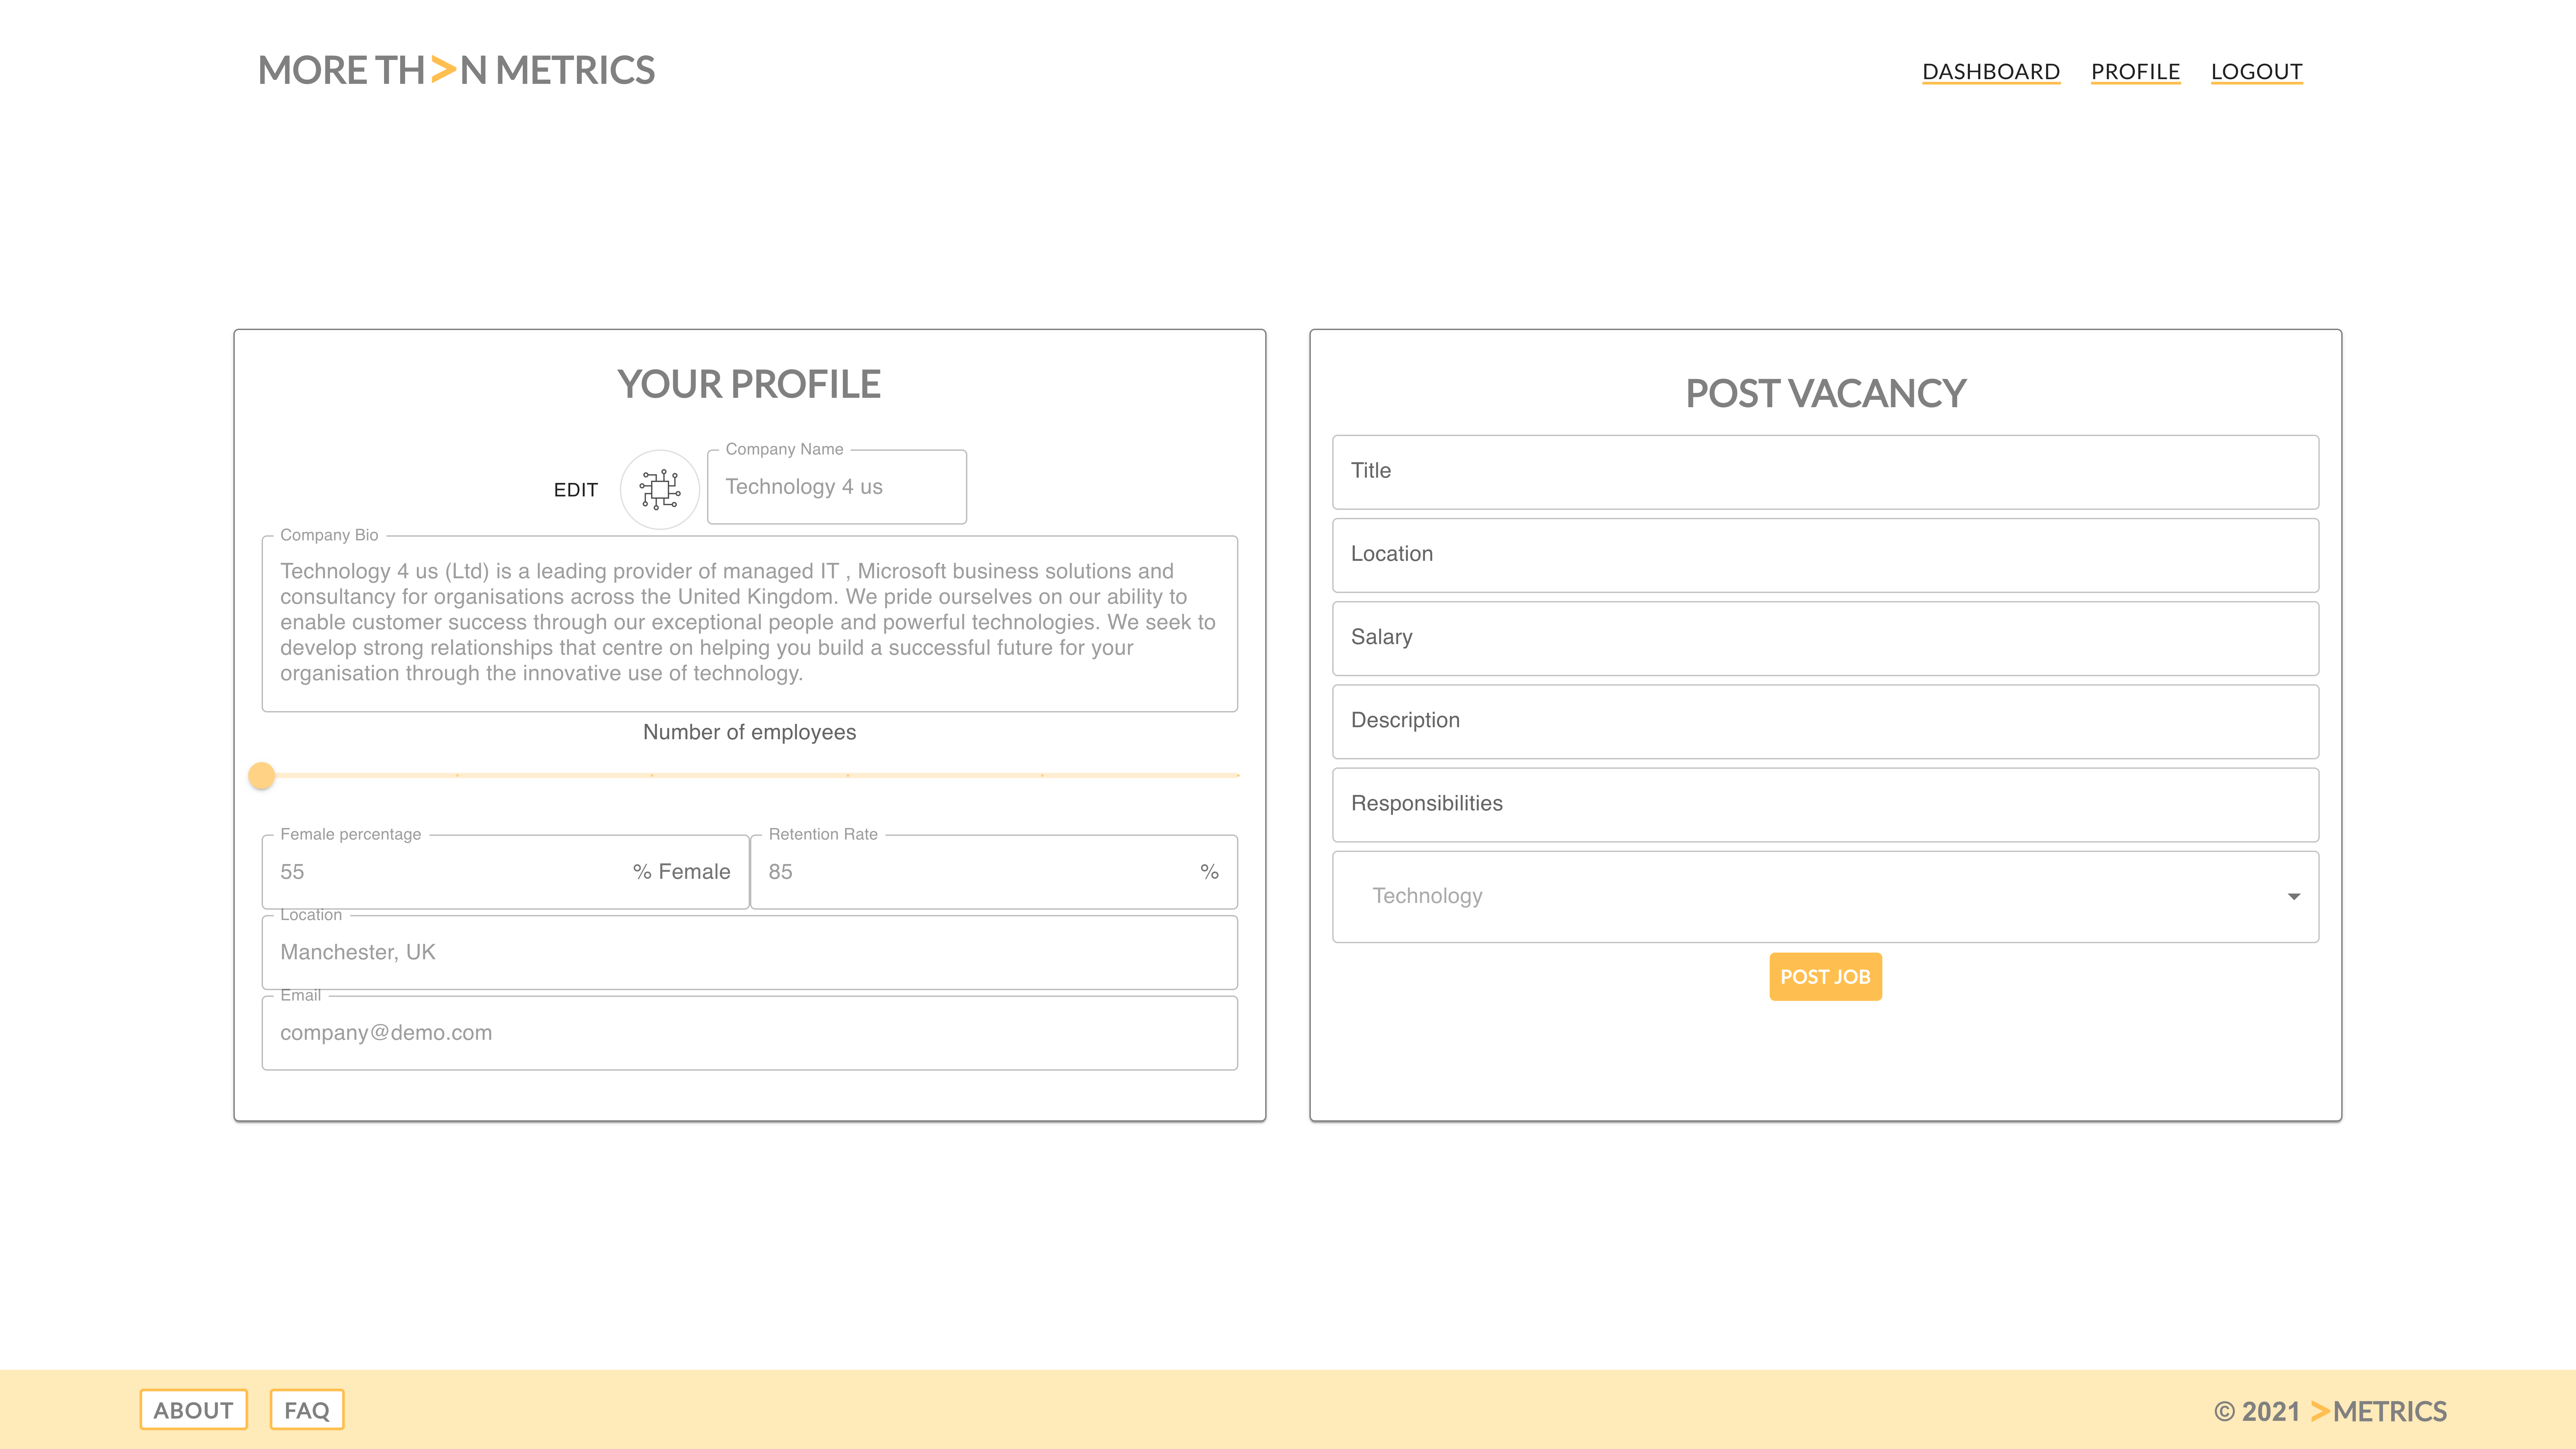 MORE TH>N METRICS
DASHBOARD PROFILE LOGOUT
YOUR PROFILE
EDIT
Company Name
Technology 4 us
Company Bio
Technology 4 us (Ltd) is a leading provider of managed IT , Microsoft business solutions and
consultancy for organisations across the United Kingdom. We pride ourselves on our ability to
enable customer success through our exceptional people and powerful technologies. We seek to
develop strong relationships that centre on helping you build a successful future for your
organisation through the innovative use of technology.
Number of employees
Female percentage
55 % Female
Retention Rate
85 %
Location
Manchester, UK
Email
company@demo.com
POST VACANCY
Title
Location
Salary
Description
Responsibilities
Technology
POST JOB
ABOUT FAQ
© 2021 >METRICS